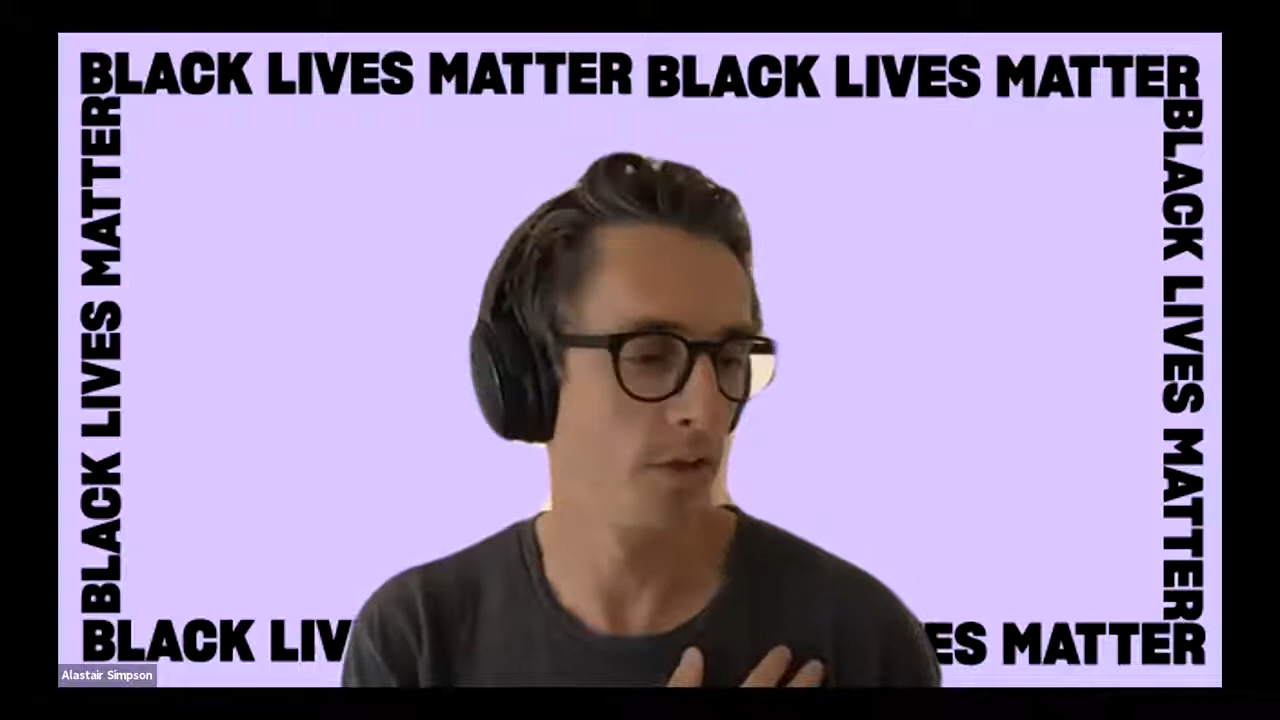 BLACK LIVES MATTER BLACK LIVES MATTER
BLACK LIVES MATTER
BLACK LIVES MATTER
BLACK LIV
ES MATTER
Alastair Simpson